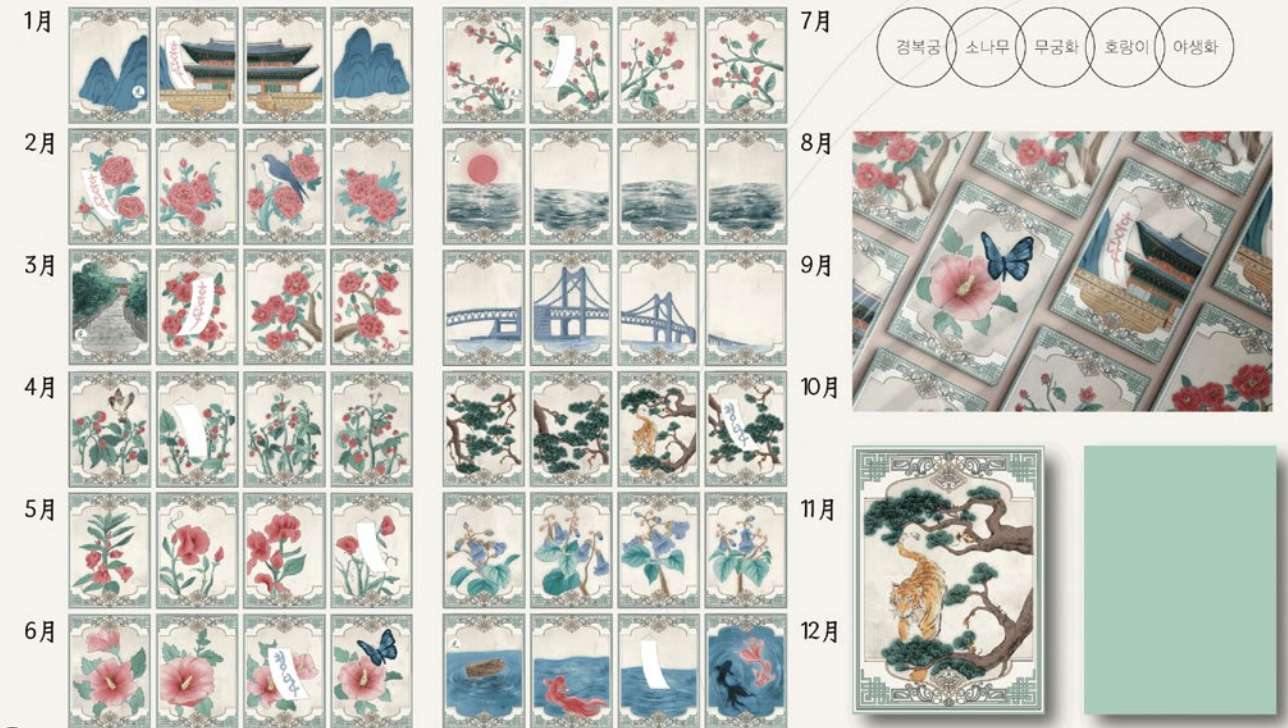 1月
2月
3月
4月
5月
6月
7月
8月
9月
10月
11月
12月
경복궁 소나무 무궁화 호랑이 야생화